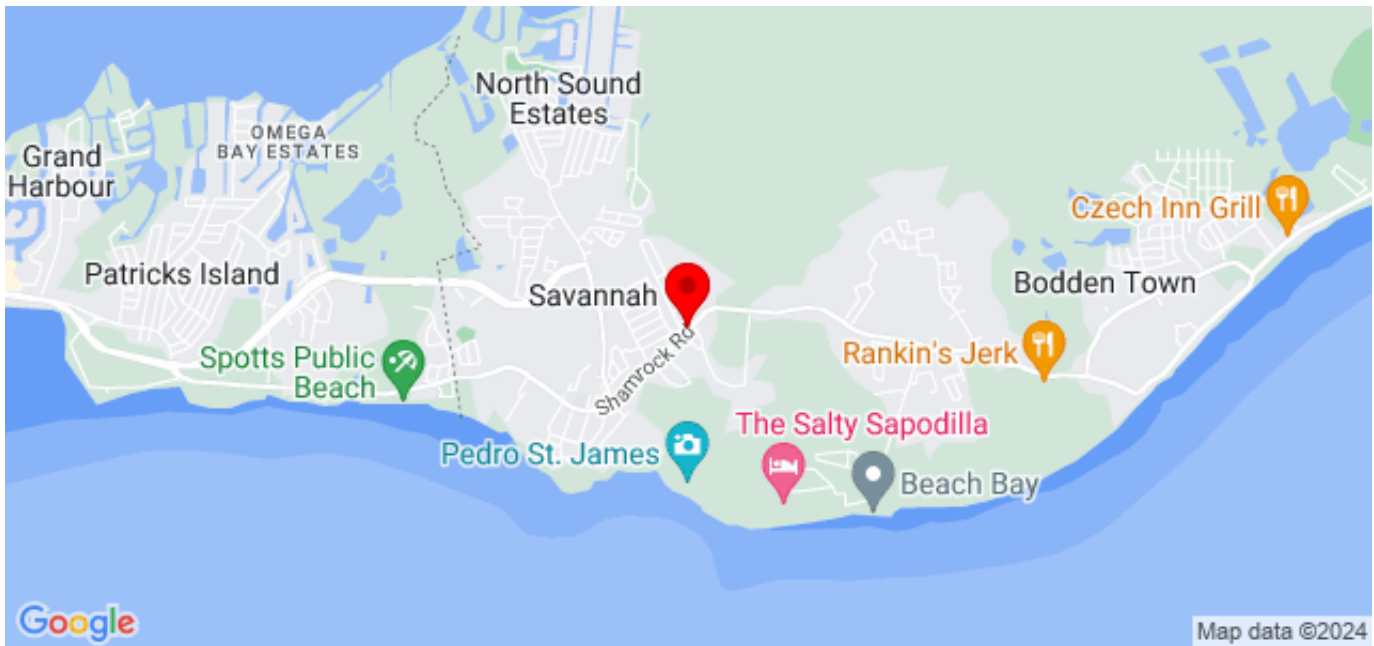 North Sound
Estates
OMEGA
BAY ESTATES
Grand
Harbour
Czech Inn Grill
Patricks Island
Savannah
Bodden Town
Spotts Public
Beach
Shamrock Rd
Rankin's Jerk
The Salty Sapodilla
Pedro St. James
Beach Bay
Google
Map data ©2024